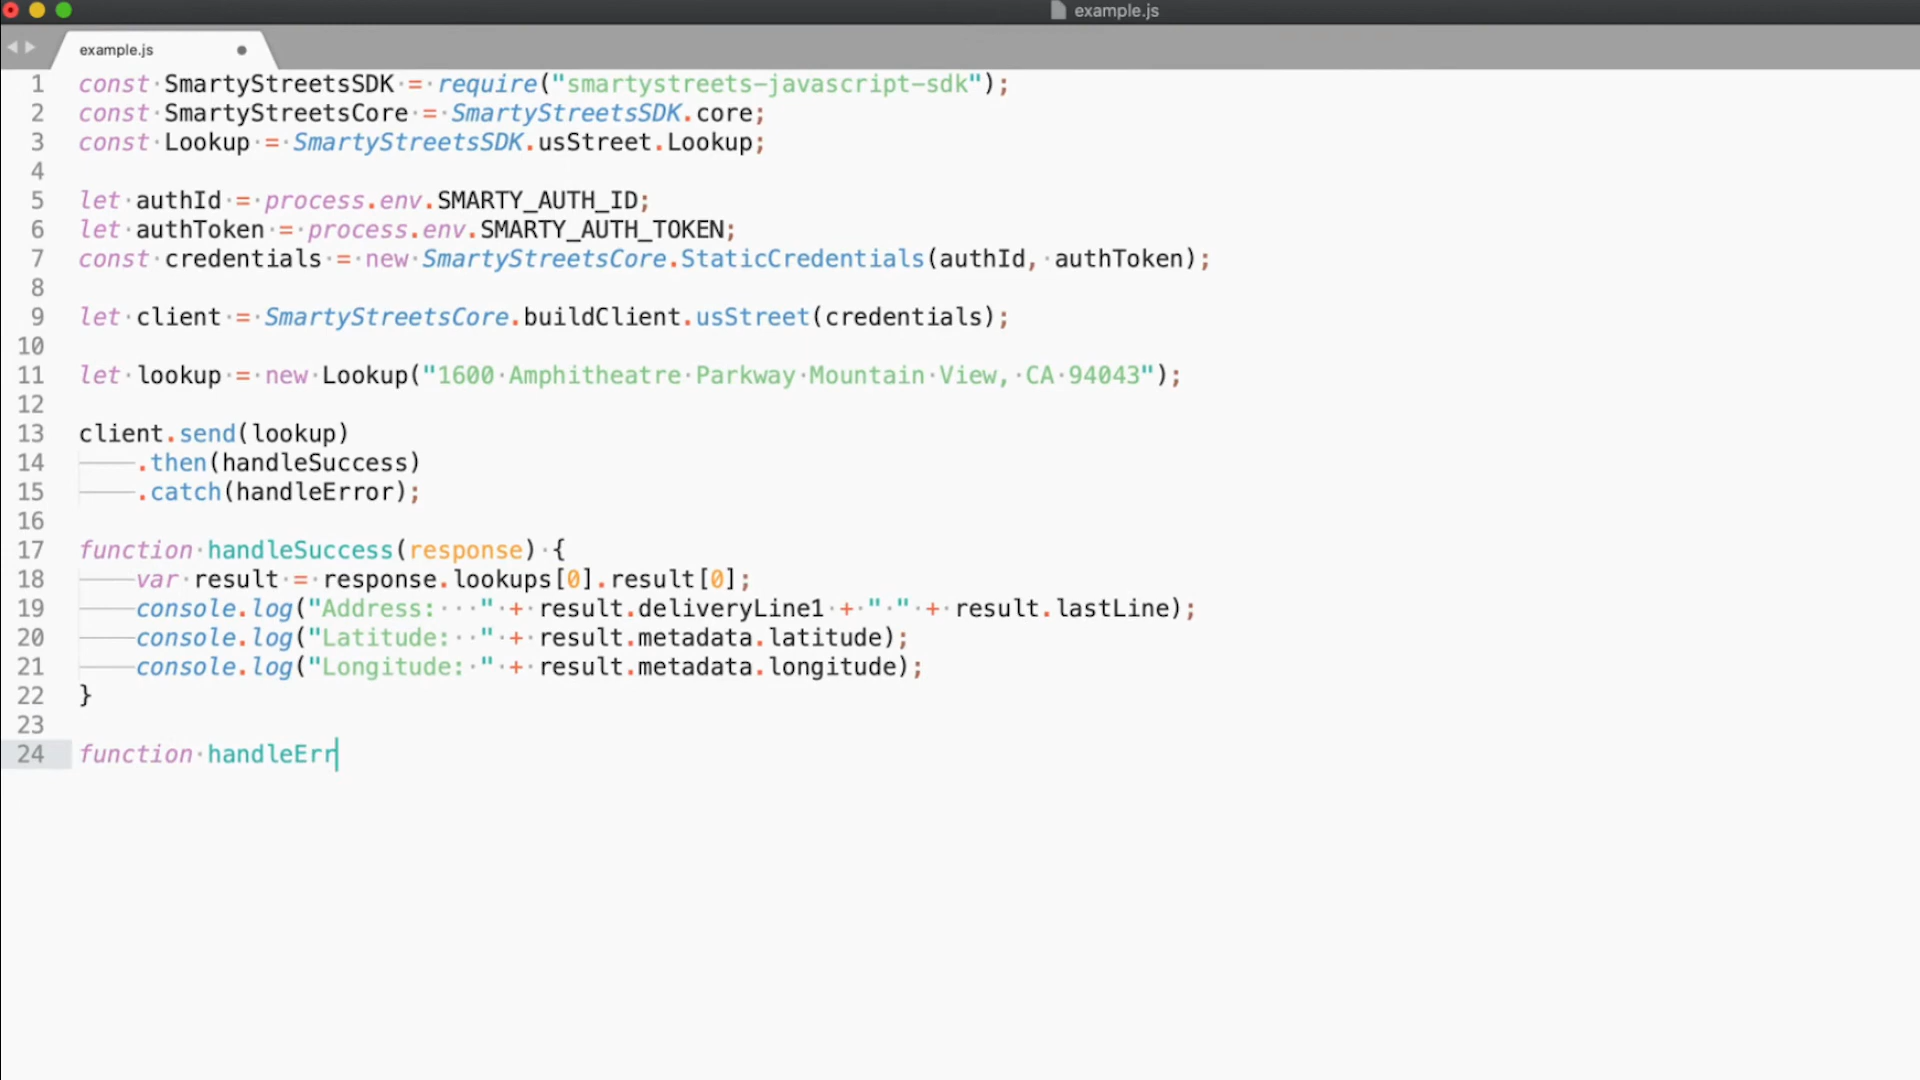 example.js
example.js
1 const SmartyStreetsSDK = require("smartystreets-javascript-sdk");
2 const SmartyStreetsCore = SmartyStreetsSDK.core;
3 const Lookup = SmartyStreetsSDK.usStreet.Lookup;
4
5 let authId = process.env.SMARTY_AUTH_ID;
6 let authToken = process.env.SMARTY_AUTH_TOKEN;
7 const credentials = new SmartyStreetsCore.StaticCredentials(authId, authToken);
8
9 let client = SmartyStreetsCore.buildClient.usStreet(credentials);
10
11 let lookup = new Lookup("1600 Amphitheatre Parkway Mountain View, CA 94043");
12
13 client.send(lookup)
14     .then(handleSuccess)
15     .catch(handleError);
16
17 function handleSuccess(response) {
18     var result = response.lookups[0].result[0];
19     console.log("Address:   " + result.deliveryLine1 + " " + result.lastLine);
20     console.log("Latitude:  " + result.metadata.latitude);
21     console.log("Longitude: " + result.metadata.longitude);
22 }
23
24 function handleErr